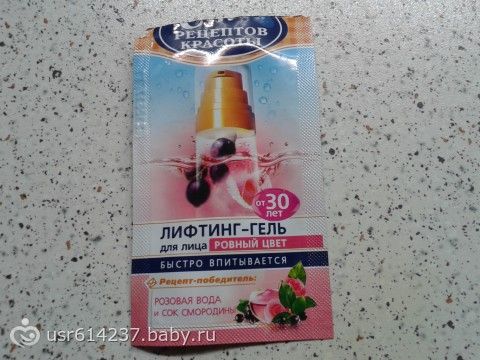 РЕЦЕПТОВ
КРАСОТЫ
от 30
лет
ЛИФТИНГ-ГЕЛЬ
для лица РОВНЫЙ ЦВЕТ
БЫСТРО ВПИТЫВАЕТСЯ
Рецепт-победитель:
РОЗОВАЯ ВОДА
и СОК СМОРОДИНЫ
usr614237.baby.ru